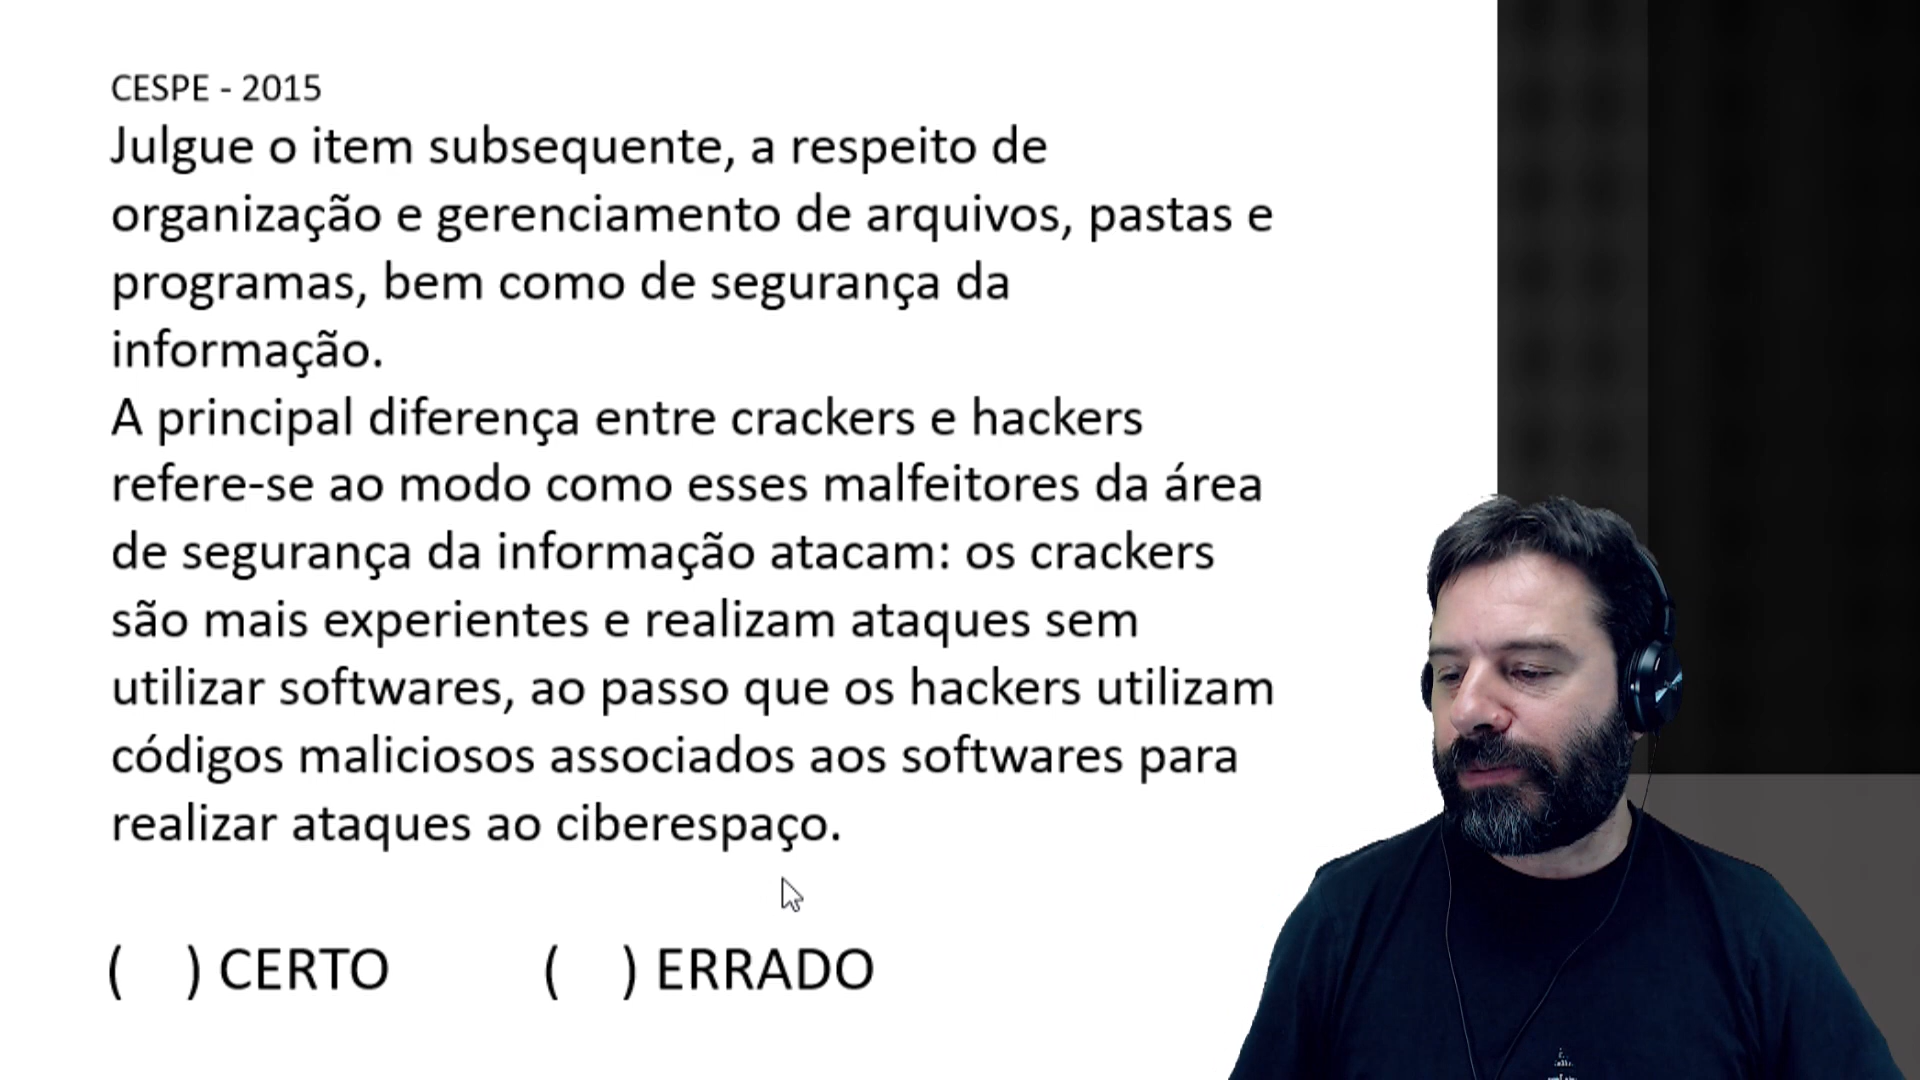 CESPE - 2015
Julgue o item subsequente, a respeito de
organização e gerenciamento de arquivos, pastas e
programas, bem como de segurança da
informação.
A principal diferença entre crackers e hackers
refere-se ao modo como esses malfeitores da área
de segurança da informação atacam: os crackers
são mais experientes e realizam ataques sem
utilizar softwares, ao passo que os hackers utilizam
códigos maliciosos associados aos softwares para
realizar ataques ao ciberespaço.
( ) CERTO ( ) ERRADO